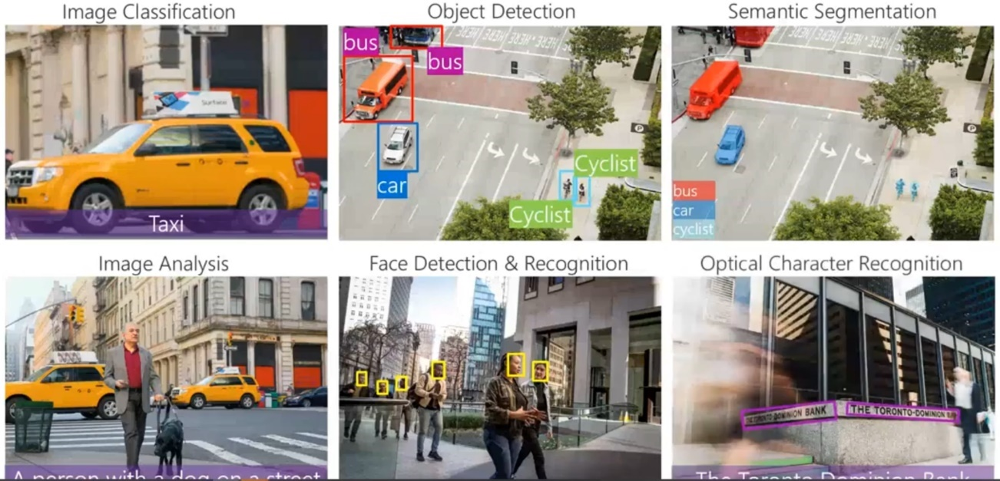 Image Classification
Object Detection
Semantic Segmentation
Surface
Taxi
bus
bus
car
Cyclist
Cyclist
bus
car
cyclist
Image Analysis
Face Detection & Recognition
Optical Character Recognition
A person with a dog on a street
THE TORONTO DOMINION BANK
THE TORONTO-DOMINION
The Toronto Dominion Bank